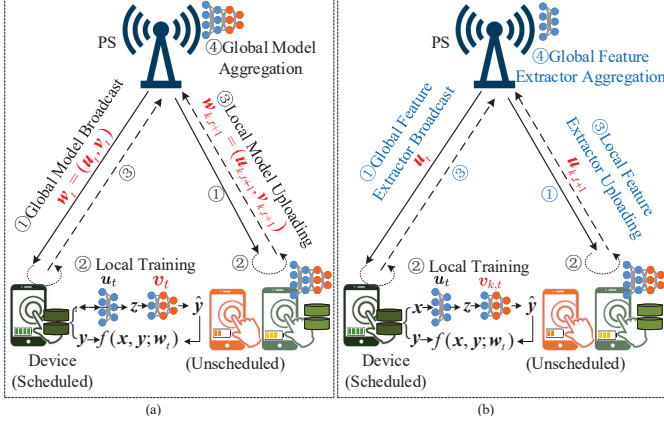 PS
④Global Model
Aggregation
①Global Model Broadcast
w_t = (u_t, v_t)
③
③Local Model Uploading
w_{k,t+1} = (u_{k,t+1}, v_{k,t+1})
①
②
② Local Training
u_t
v_t
z
ŷ
y→f(x, y; w_t)
Device
(Scheduled)
(Unscheduled)
(a)
PS
④Global Feature
Extractor Aggregation
①Global Feature
Extractor Broadcast
u_t
③
③Local Feature
Extractor Uploading
u_{k,t+1}
①
②
② Local Training
u_t
v_{k,t}
x
z
ŷ
y→f(x, y; w_t)
Device
(Scheduled)
(Unscheduled)
(b)